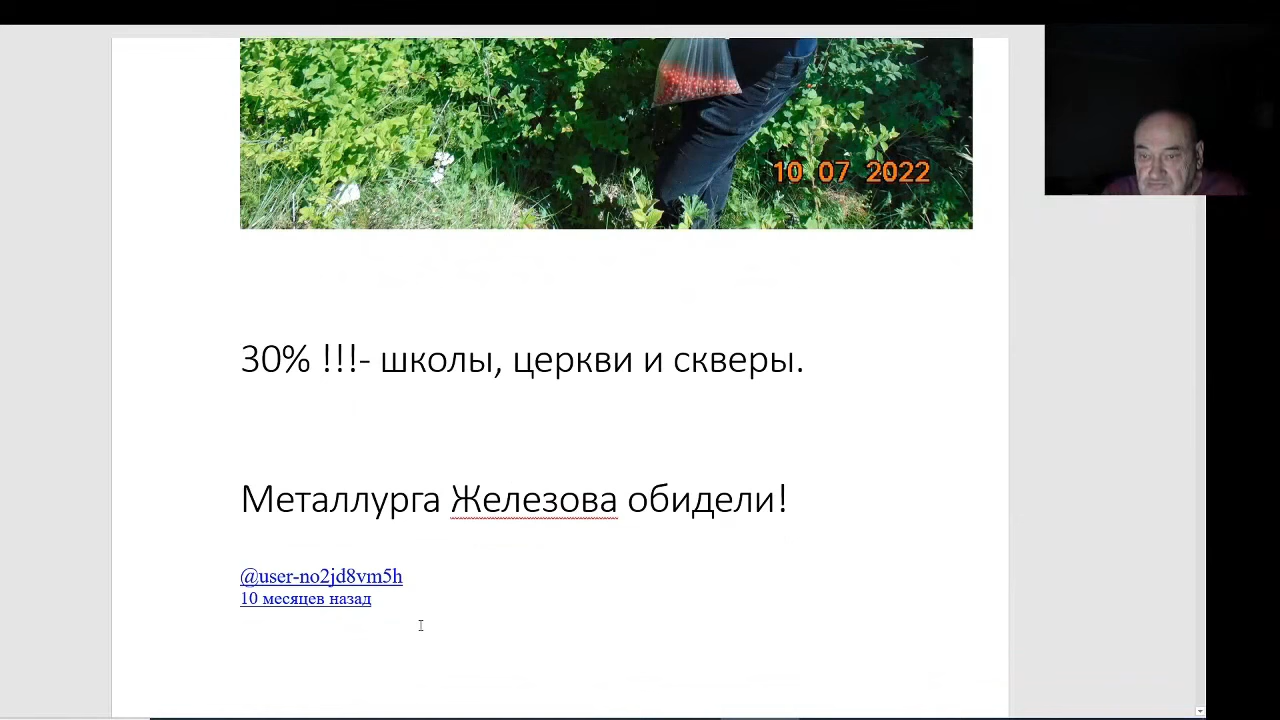 10 07 2022
30% !!!- школы, церкви и скверы.
Металлурга Железова обидели!
@user-no2jd8vm5h
10 месяцев назад